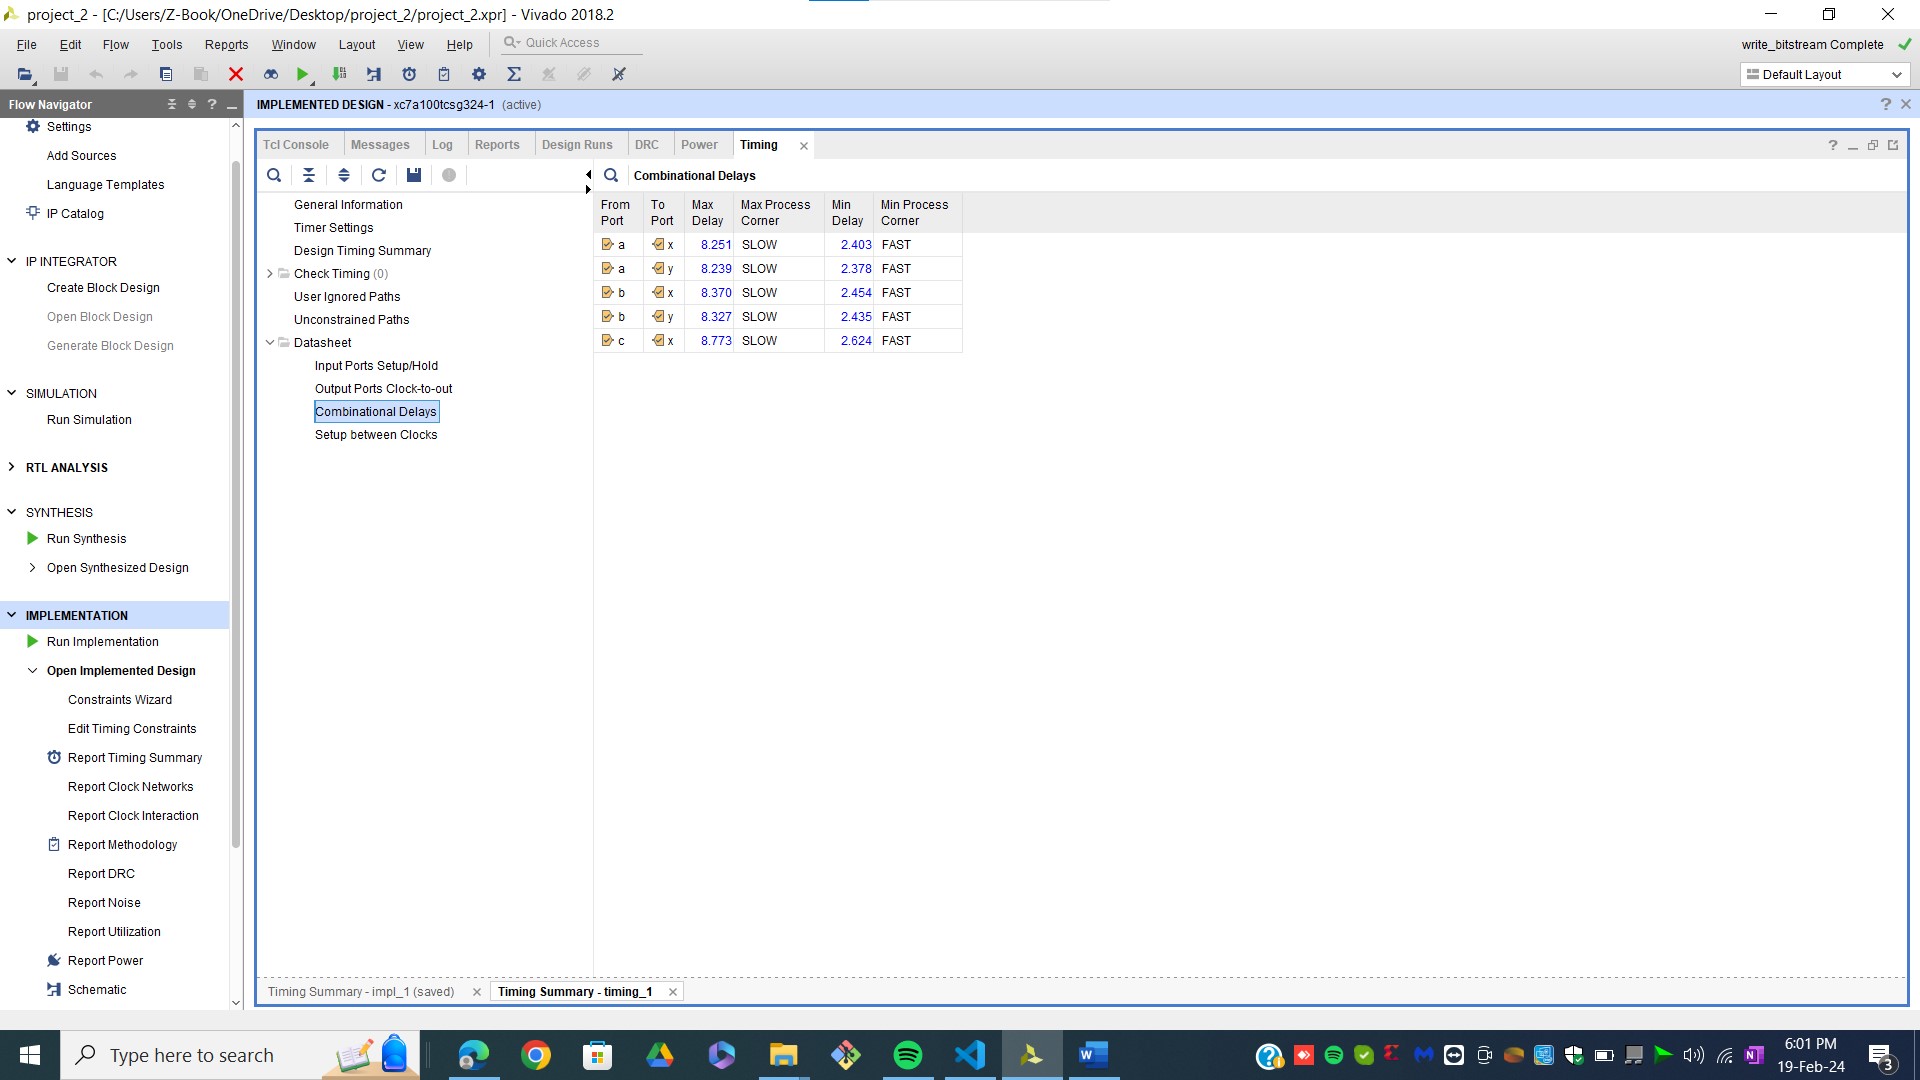 project_2 - [C:/Users/Z-Book/OneDrive/Desktop/project_2/project_2.xpr] - Vivado 2018.2
File Edit Flow Tools Reports Window Layout View Help Quick Access
write_bitstream Complete
Default Layout
Flow Navigator
IMPLEMENTED DESIGN - xc7a100tcsg324-1 (active)
Settings
Add Sources
Language Templates
IP Catalog
IP INTEGRATOR
Create Block Design
Open Block Design
Generate Block Design
SIMULATION
Run Simulation
RTL ANALYSIS
SYNTHESIS
Run Synthesis
Open Synthesized Design
IMPLEMENTATION
Run Implementation
Open Implemented Design
Constraints Wizard
Edit Timing Constraints
Report Timing Summary
Report Clock Networks
Report Clock Interaction
Report Methodology
Report DRC
Report Noise
Report Utilization
Report Power
Schematic
Tcl Console Messages Log Reports Design Runs DRC Power Timing
General Information
Timer Settings
Design Timing Summary
Check Timing (0)
User Ignored Paths
Unconstrained Paths
Datasheet
Input Ports Setup/Hold
Output Ports Clock-to-out
Combinational Delays
Setup between Clocks
Combinational Delays
From Port To Port Max Delay Max Process Corner Min Delay Min Process Corner
a x 8.251 SLOW 2.403 FAST
a y 8.239 SLOW 2.378 FAST
b x 8.370 SLOW 2.454 FAST
b y 8.327 SLOW 2.435 FAST
c x 8.773 SLOW 2.624 FAST
Timing Summary - impl_1 (saved) Timing Summary - timing_1
Type here to search
6:01 PM
19-Feb-24
3